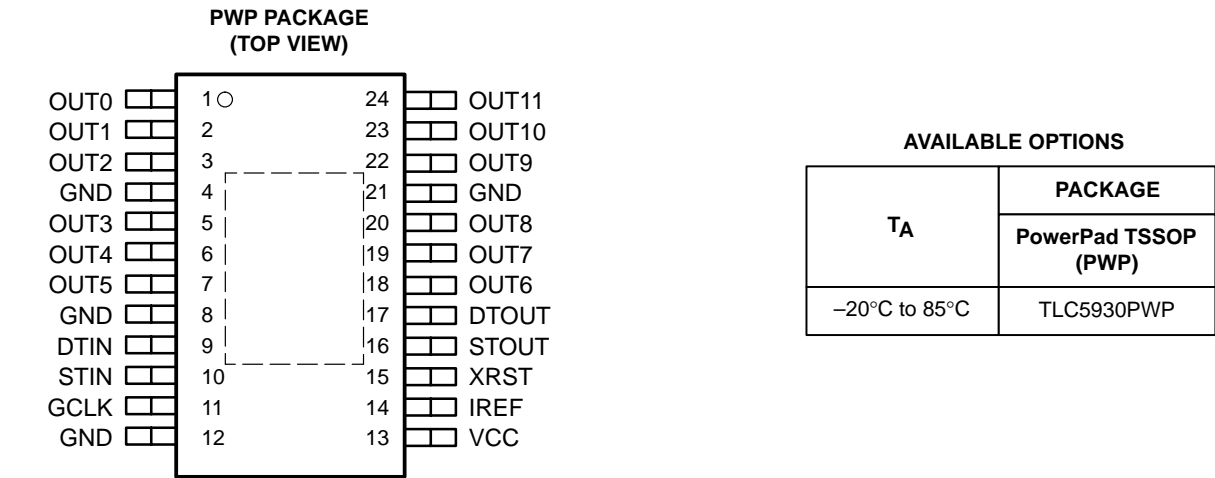 PWP PACKAGE
(TOP VIEW)
OUT0 1 24 OUT11
OUT1 2 23 OUT10
OUT2 3 22 OUT9
GND 4 21 GND
OUT3 5 20 OUT8
OUT4 6 19 OUT7
OUT5 7 18 OUT6
GND 8 17 DTOUT
DTIN 9 16 STOUT
STIN 10 15 XRST
GCLK 11 14 IREF
GND 12 13 VCC
AVAILABLE OPTIONS
TA
PACKAGE
PowerPad TSSOP
(PWP)
–20°C to 85°C TLC5930PWP